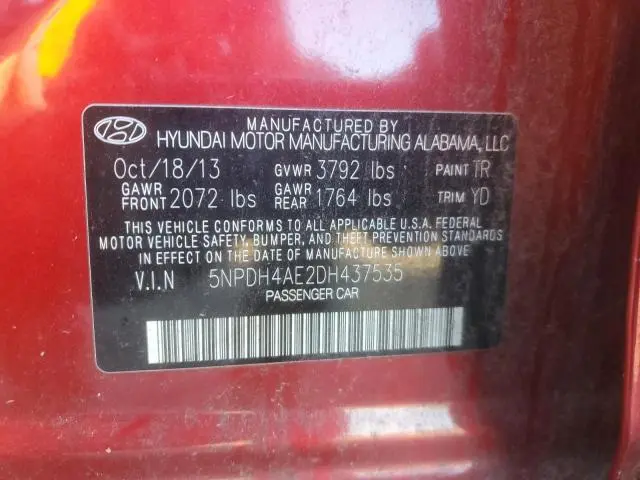 MANUFACTURED BY
HYUNDAI MOTOR MANUFACTURING ALABAMA, LLC
Oct/18/13 GVWR 3792 lbs PAINT TR
GAWR FRONT 2072 lbs GAWR REAR 1764 lbs TRIM YD
THIS VEHICLE CONFORMS TO ALL APPLICABLE U.S.A. FEDERAL
MOTOR VEHICLE SAFETY, BUMPER, AND THEFT PREVENTION STANDARDS
IN EFFECT ON THE DATE OF MANUFACTURE SHOWN ABOVE
V.I.N 5NPDH4AE2DH437535
PASSENGER CAR